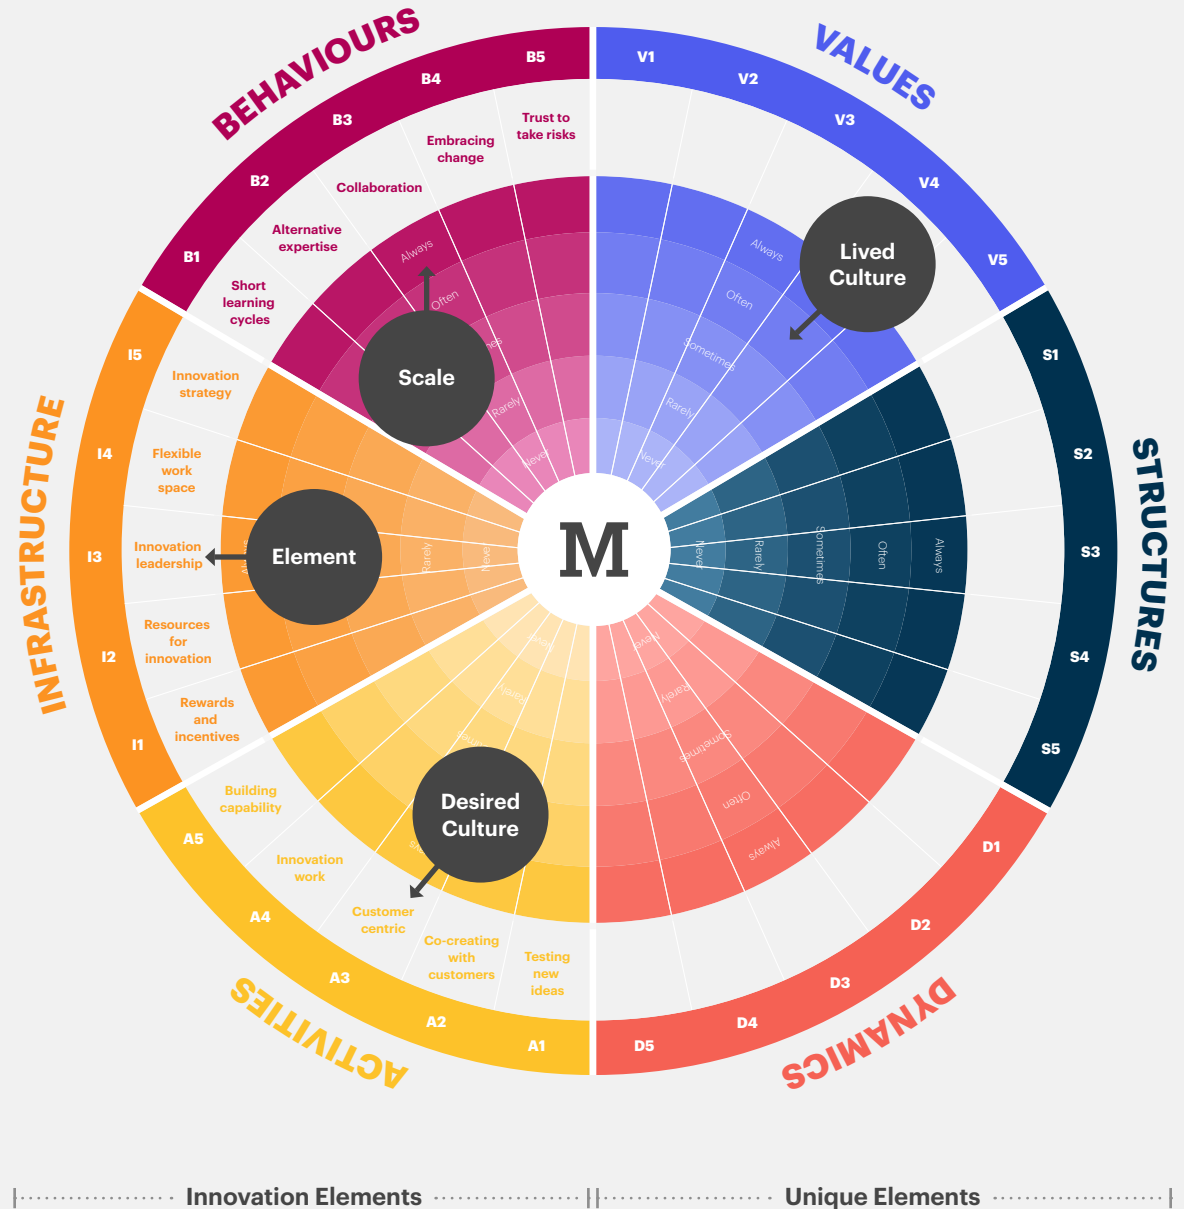 BEHAVIOURS
VALUES
B5
B4
B3
B2
B1
V1
V2
V3
V4
V5
Trust to
take risks
Embracing
change
Collaboration
Alternative
expertise
Short
learning
cycles
Always
Often
Rarely
Never
Scale
Always
Often
Sometimes
Rarely
Never
Lived
Culture
INFRASTRUCTURE
I5
I4
I3
I2
I1
Innovation
strategy
Flexible
work
space
Innovation
leadership
Resources
for
innovation
Rewards
and
incentives
Element
Rarely
Never
M
Never
Rarely
Sometimes
Often
Always
S1
S2
S3
S4
S5
STRUCTURES
Building
capability
Innovation
work
Customer
centric
Co-creating
with
customers
Testing
new
ideas
A5
A4
A3
A2
A1
Never
Rarely
Desired
Culture
ACTIVITIES
Never
Rarely
Sometimes
Often
Always
D1
D2
D3
D4
D5
DYNAMICS
Innovation Elements
Unique Elements